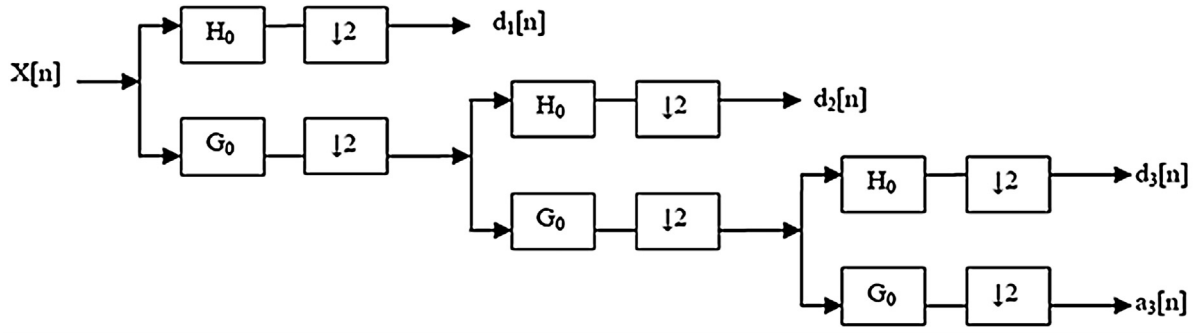 H₀ ↓2 d₁[n]
X[n]
G₀ ↓2
H₀ ↓2 d₂[n]
G₀ ↓2
H₀ ↓2 d₃[n]
G₀ ↓2 a₃[n]